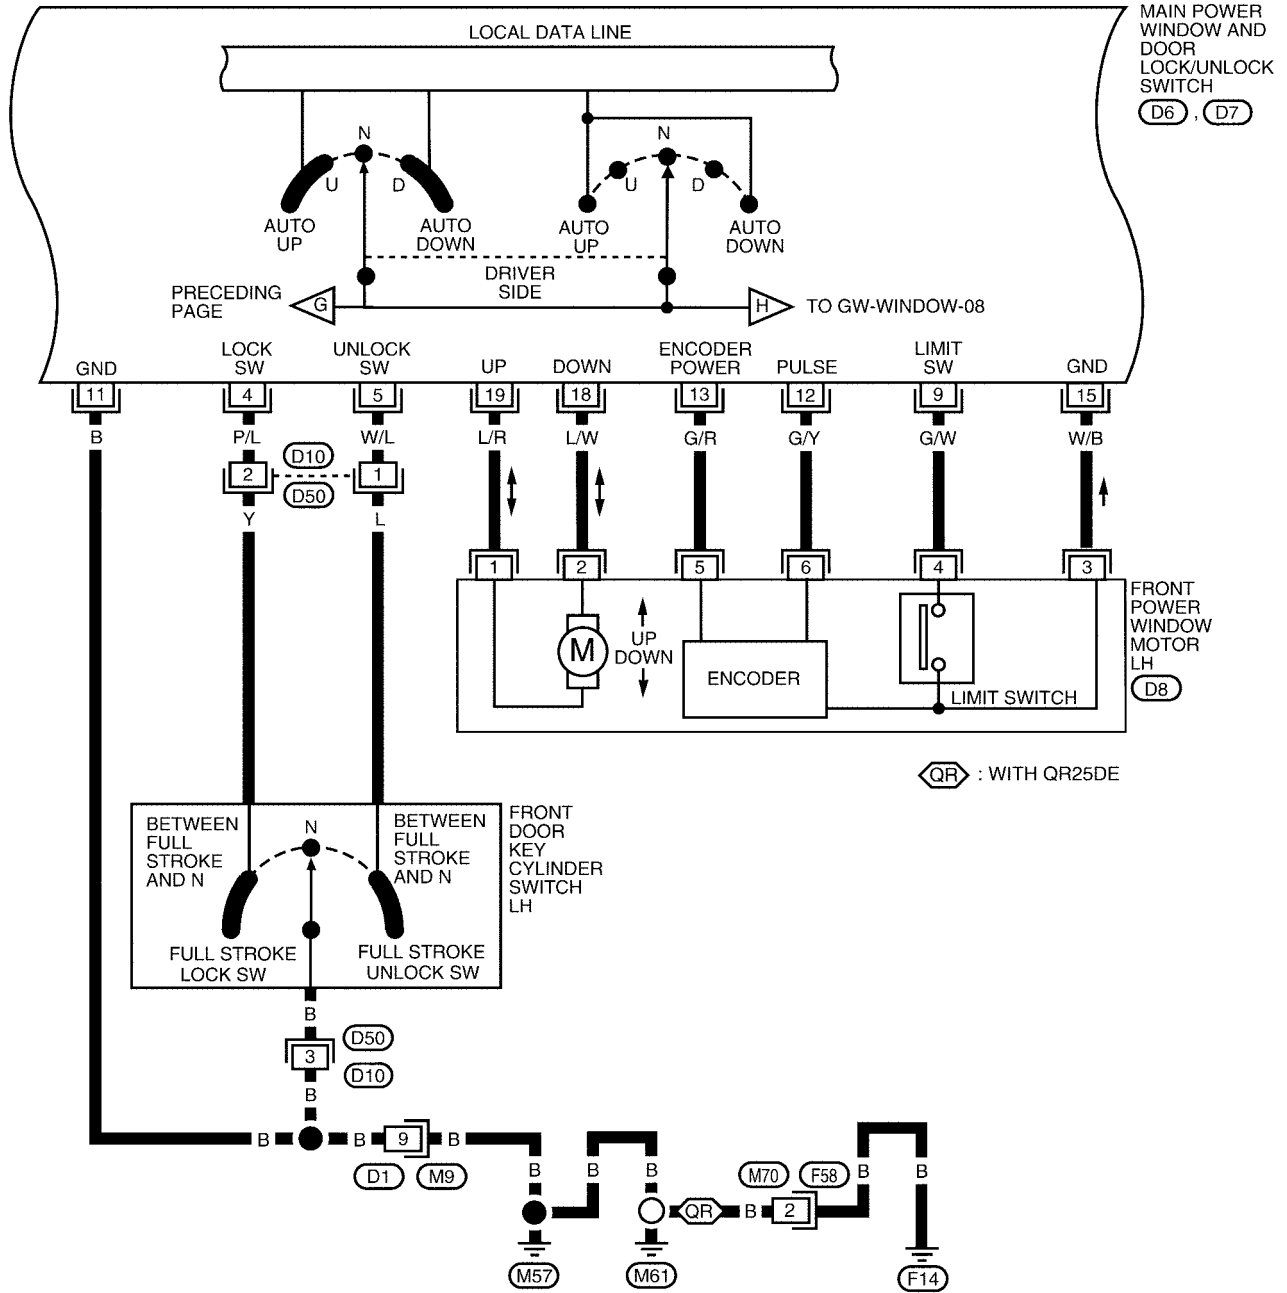 MAIN POWER
WINDOW AND
DOOR
LOCK/UNLOCK
SWITCH
D6 , D7
LOCAL DATA LINE
N N
U D U D
AUTO
UP
AUTO
DOWN
AUTO
UP
AUTO
DOWN
DRIVER
SIDE
PRECEDING
PAGE
G
H
TO GW-WINDOW-08
GND
LOCK
SW
UNLOCK
SW
UP
DOWN
ENCODER
POWER
PULSE
LIMIT
SW
GND
11 4 5 19 18 13 12 9 15
B P/L W/L L/R L/W G/R G/Y G/W W/B
D10
2 1
D50
Y L
1 2 5 6 4 3
M
UP
DOWN
ENCODER
LIMIT SWITCH
FRONT
POWER
WINDOW
MOTOR
LH
D8
QR : WITH QR25DE
BETWEEN
FULL
STROKE
AND N
N
BETWEEN
FULL
STROKE
AND N
FULL STROKE
LOCK SW
FULL STROKE
UNLOCK SW
FRONT
DOOR
KEY
CYLINDER
SWITCH
LH
B
D50
3
D10
B
B B 9 B
D1 M9
B B B
M70 F58
B B
QR B 2
M57 M61 F14